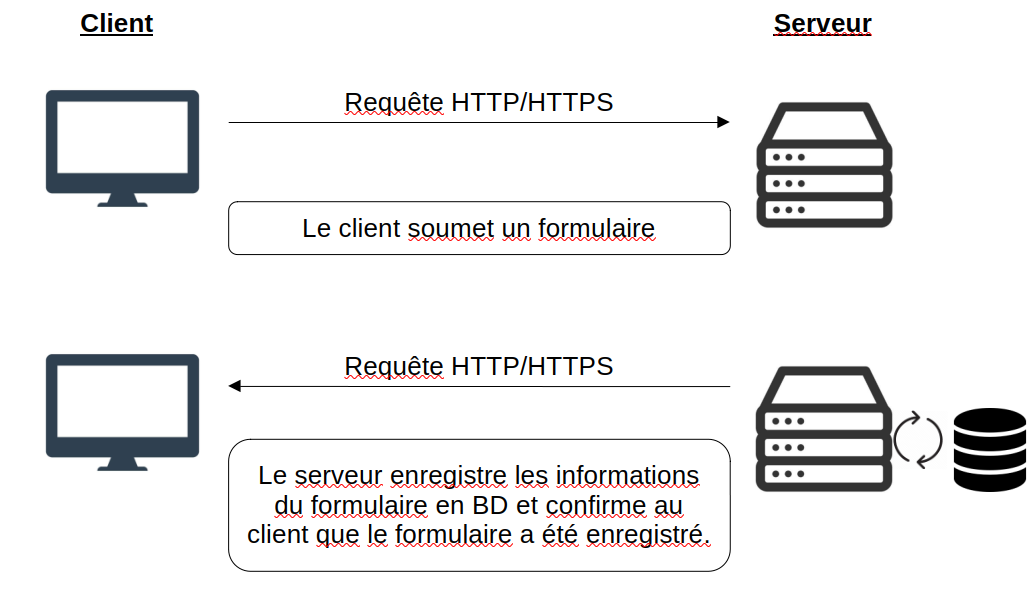 Client
Serveur
Requête HTTP/HTTPS
Le client soumet un formulaire
Requête HTTP/HTTPS
Le serveur enregistre les informations
du formulaire en BD et confirme au
client que le formulaire a été enregistré.